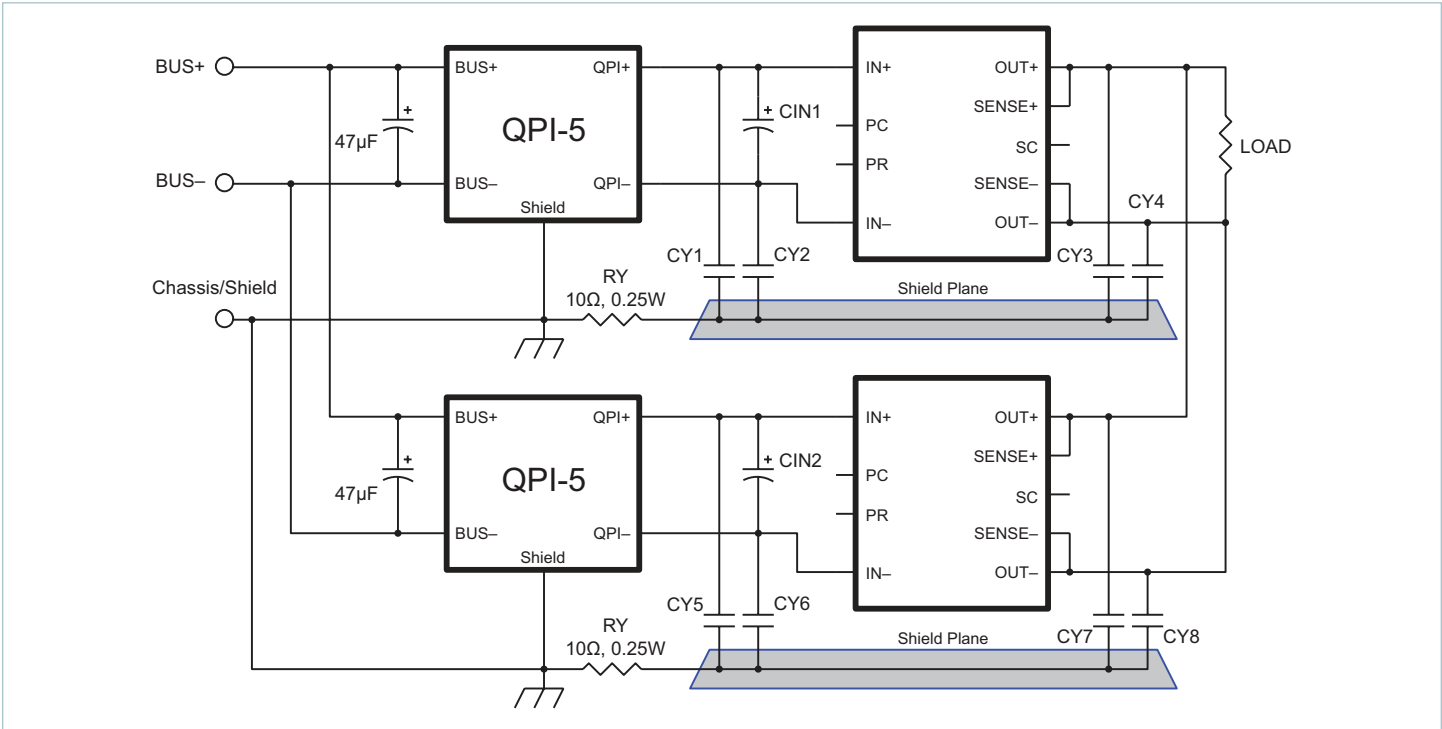 BUS+
BUS–
Chassis/Shield
47µF
+
BUS+
QPI+
QPI-5
BUS–
QPI–
Shield
+ CIN1
IN+
OUT+
SENSE+
PC
SC
PR
SENSE–
IN–
OUT–
LOAD
CY1
CY2
CY3
CY4
RY
10Ω, 0.25W
Shield Plane
47µF
+
BUS+
QPI+
QPI-5
BUS–
QPI–
Shield
+ CIN2
IN+
OUT+
SENSE+
PC
SC
PR
SENSE–
IN–
OUT–
CY5
CY6
CY7
CY8
RY
10Ω, 0.25W
Shield Plane